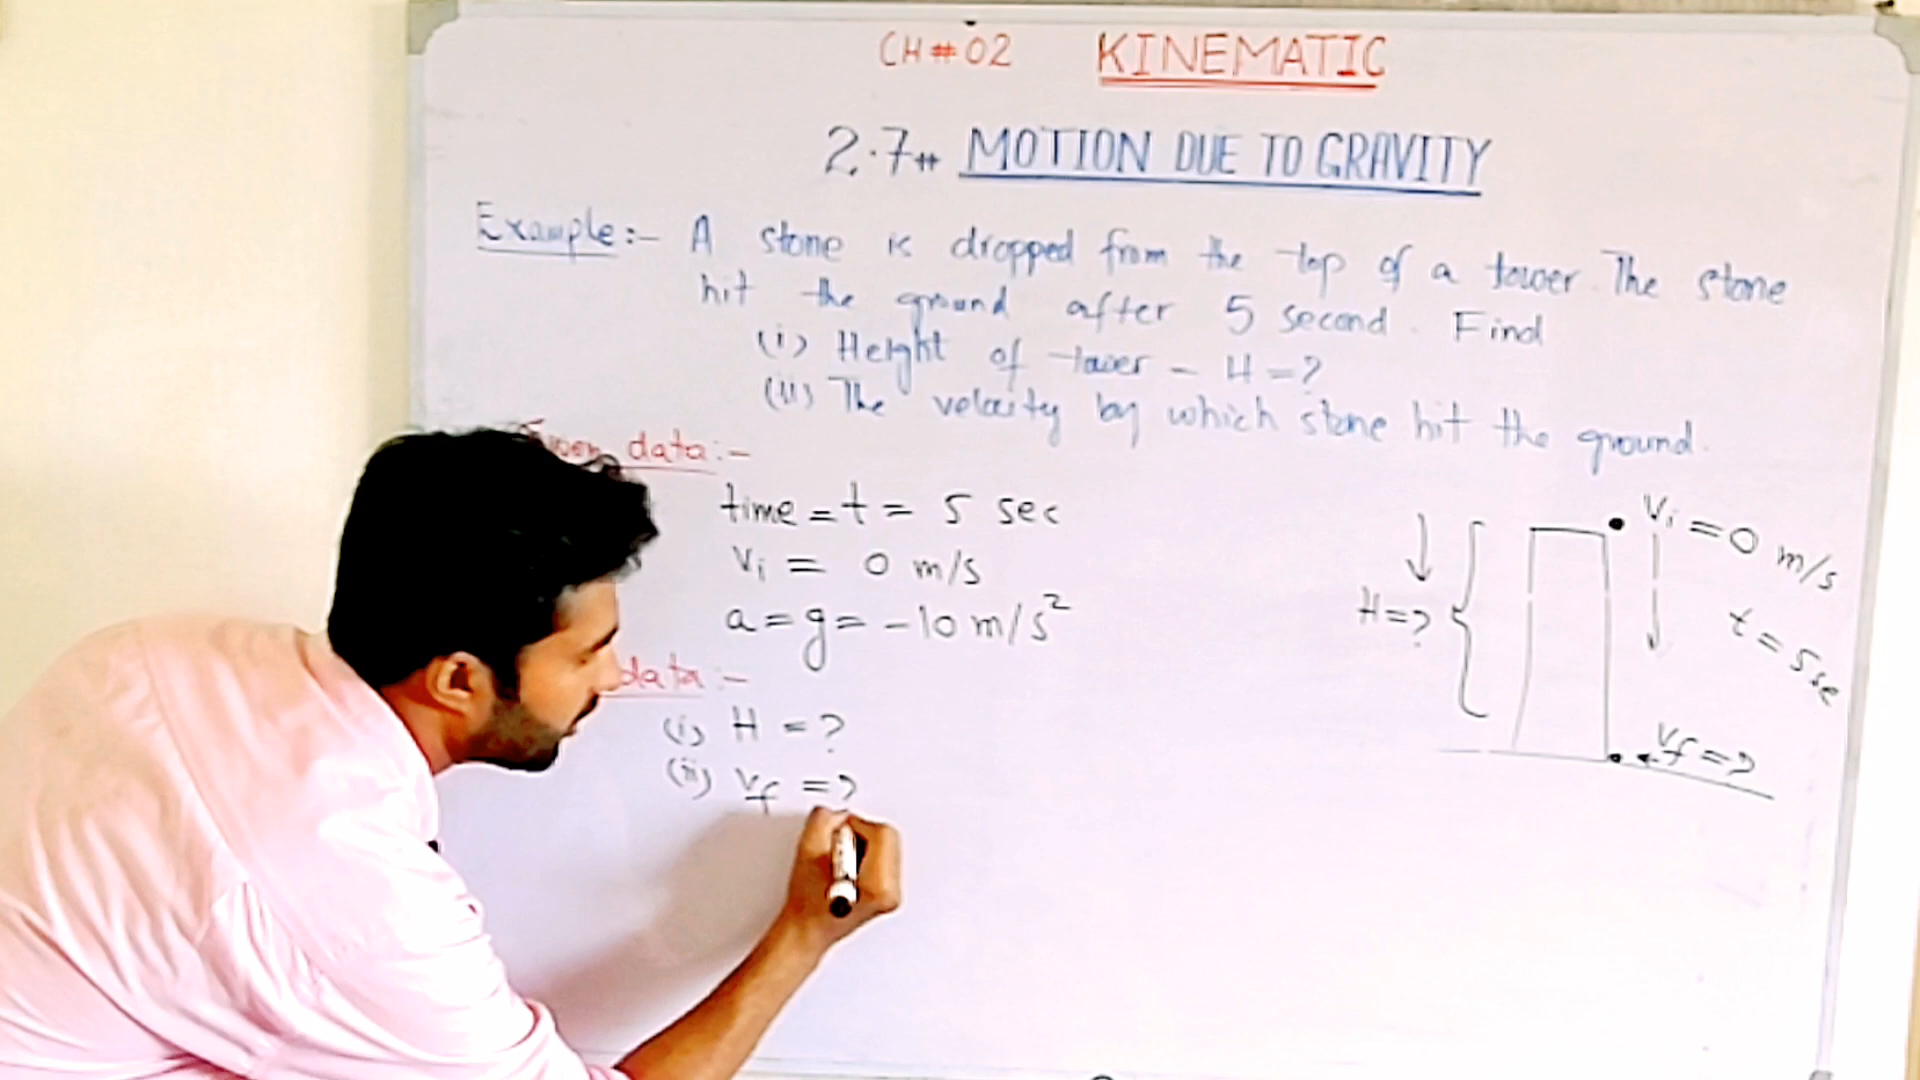 CH # 02 KINEMATIC
2.7# MOTION DUE TO GRAVITY
Example:- A stone is dropped from the top of a tower. The stone
hit the ground after 5 second. Find
(i) Height of tower - H = ?
(ii) The velocity by which stone hit the ground.
data:-
time = t = 5 sec
Vi = 0 m/s
a = g = -10 m/s²
data:-
(i) H = ?
(ii) Vf = ?
Vi = 0 m/s
H = ?
t = 5 se
Vf = ?